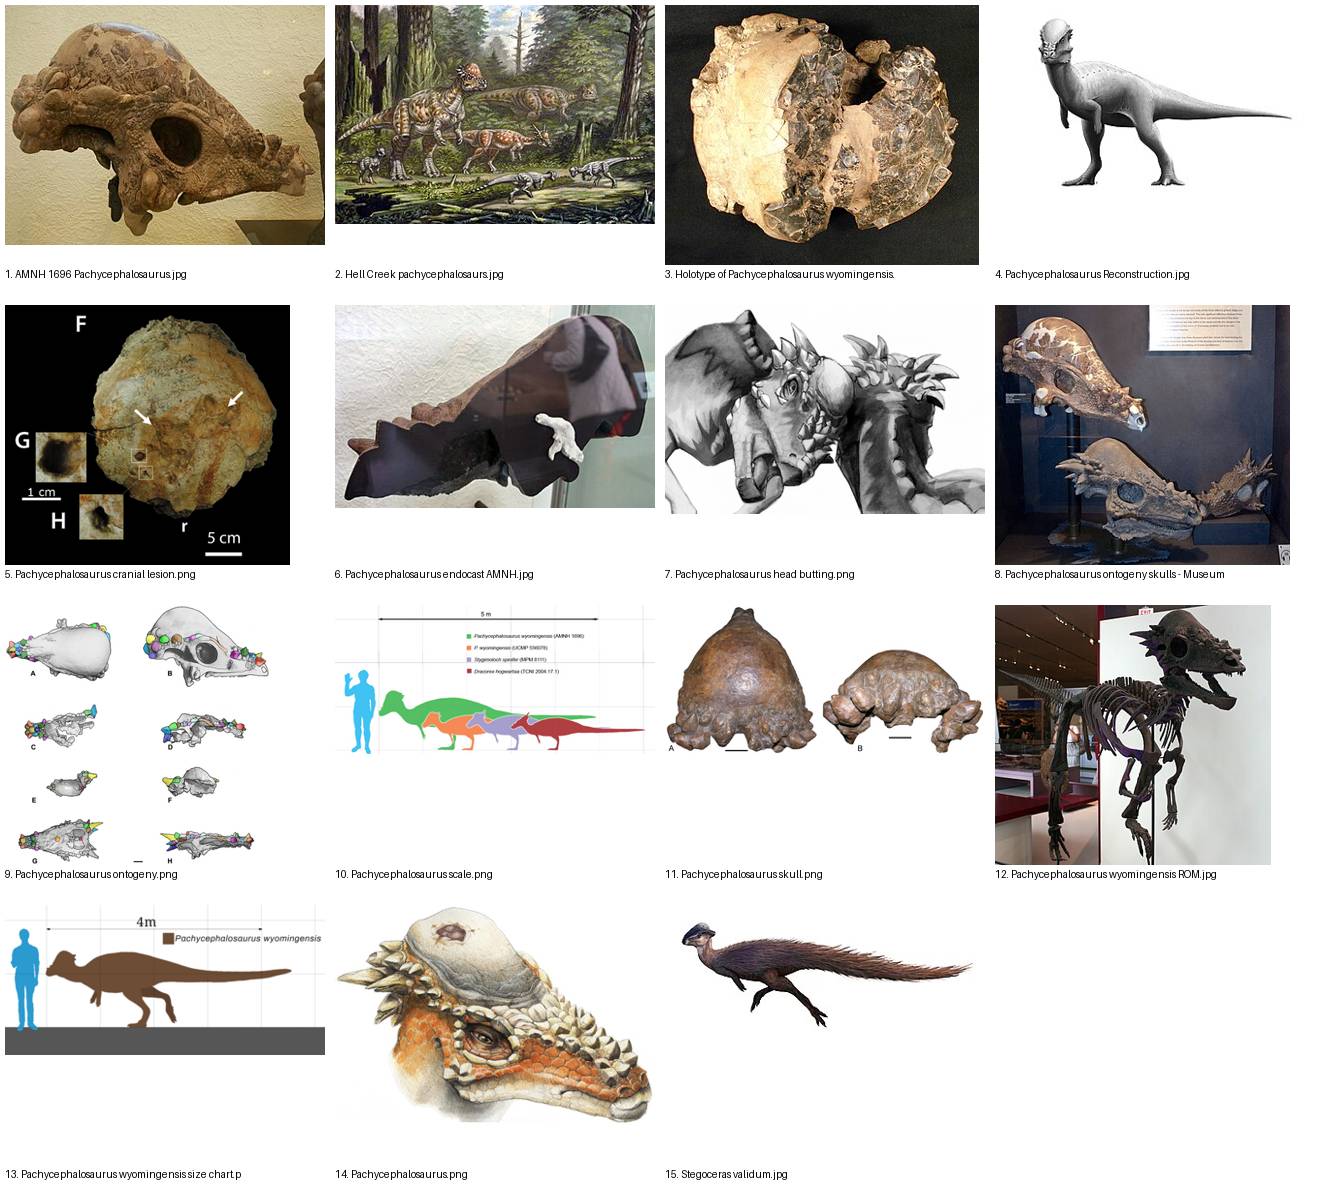 1. AMNH 1696 Pachycephalosaurus.jpg
2. Hell Creek pachycephalosaurs.jpg
3. Holotype of Pachycephalosaurus wyomingensis.
4. Pachycephalosaurus Reconstruction.jpg
F
G
1 cm
H
r
5 cm
5. Pachycephalosaurus cranial lesion.png
6. Pachycephalosaurus endocast AMNH.jpg
7. Pachycephalosaurus head butting.png
8. Pachycephalosaurus ontogeny skulls - Museum
A
B
C
D
E
F
G
H
9. Pachycephalosaurus ontogeny.png
5 m
Pachycephalosaurus wyomingensis (AMNH 1696)
P. wyomingensis (UCMP 556078)
Stygimoloch spinifer (MPM 8111)
Dracorex hogwartsia (TCNI 2004.17.1)
10. Pachycephalosaurus scale.png
A
B
11. Pachycephalosaurus skull.png
EXIT
12. Pachycephalosaurus wyomingensis ROM.jpg
4m
Pachycephalosaurus wyomingensis
13. Pachycephalosaurus wyomingensis size chart.p
14. Pachycephalosaurus.png
15. Stegoceras validum.jpg